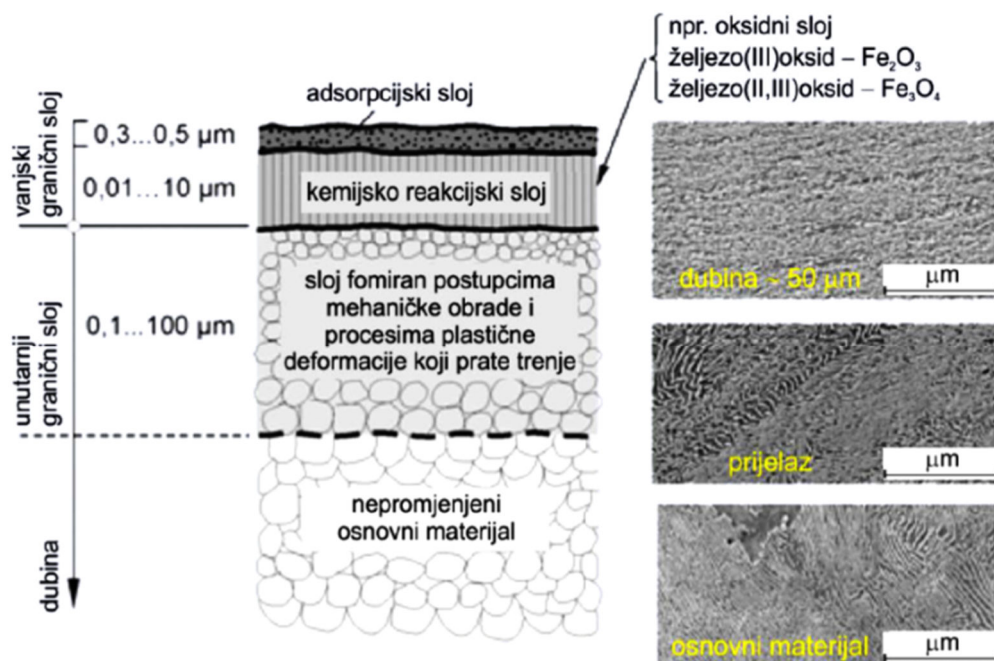 npr. oksidni sloj
željezo(III)oksid – Fe₂O₃
željezo(II,III)oksid – Fe₃O₄
adsorpcijski sloj
vanjski
granični sloj
0,3...0,5 µm
0,01...10 µm
kemijsko reakcijski sloj
sloj fomiran postupcima
mehaničke obrade i
procesima plastične
deformacije koji prate trenje
unutarnji
granični sloj
0,1...100 µm
nepromjenjeni
osnovni materijal
dubina
dubina ~ 50 µm
µm
prijelaz
µm
osnovni materijal
µm